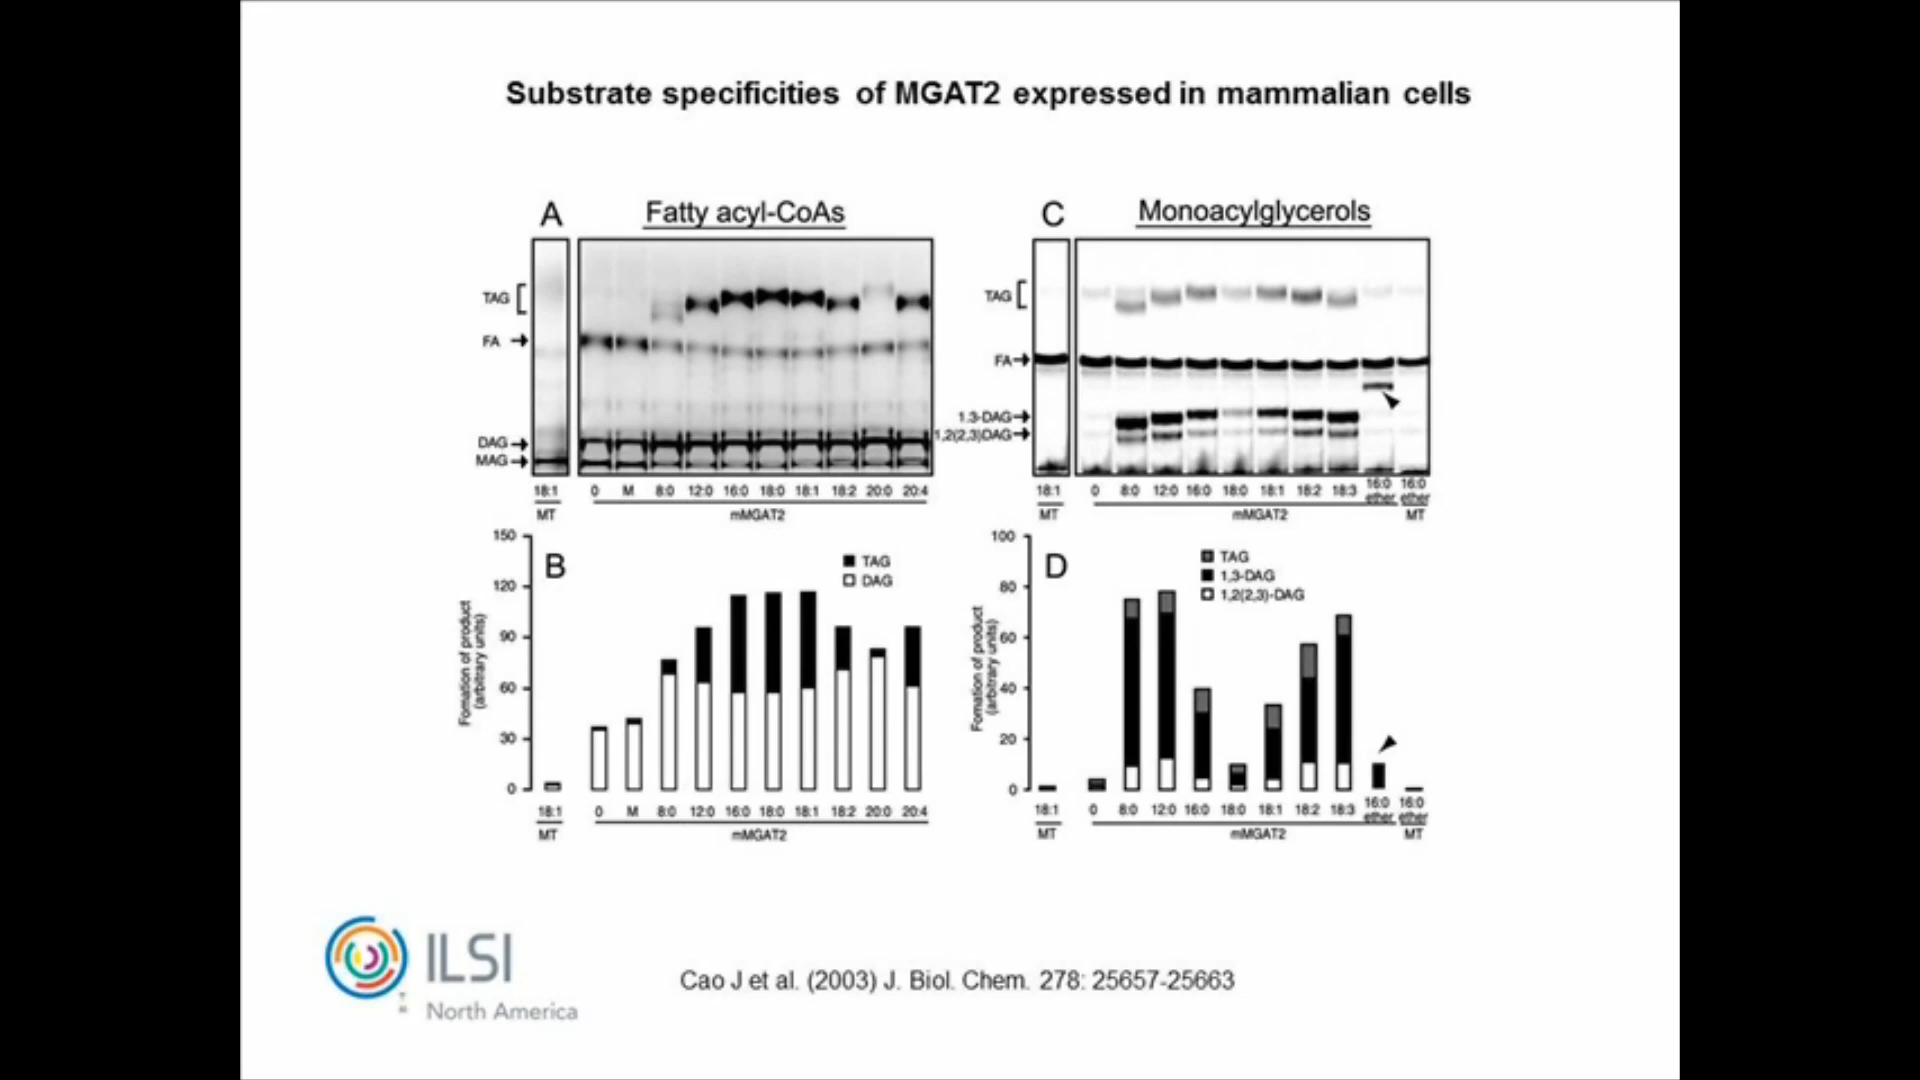 Substrate specificities of MGAT2 expressed in mammalian cells
A
Fatty acyl-CoAs
TAG
FA
DAG
MAG
18:1 0 M 8:0 12:0 16:0 18:0 18:1 18:2 20:0 20:4
MT mMGAT2
C
Monoacylglycerols
TAG
FA
1.3-DAG
1,2(2,3)DAG
18:1 0 8:0 12:0 16:0 18:0 18:1 18:2 18:3 16:0 ether 16:0 ether
MT mMGAT2 MT
B
Fomation of product
(arbitrary units)
150
120
90
60
30
0
TAG
DAG
18:1 0 M 8:0 12:0 16:0 18:0 18:1 18:2 20:0 20:4
MT mMGAT2
D
Fomation of product
(arbitrary units)
100
80
60
40
20
0
TAG
1,3-DAG
1,2(2,3)-DAG
18:1 0 8:0 12:0 16:0 18:0 18:1 18:2 18:3 16:0 ether 16:0 ether
MT mMGAT2 MT
ILSI
North America
Cao J et al. (2003) J. Biol. Chem. 278: 25657-25663